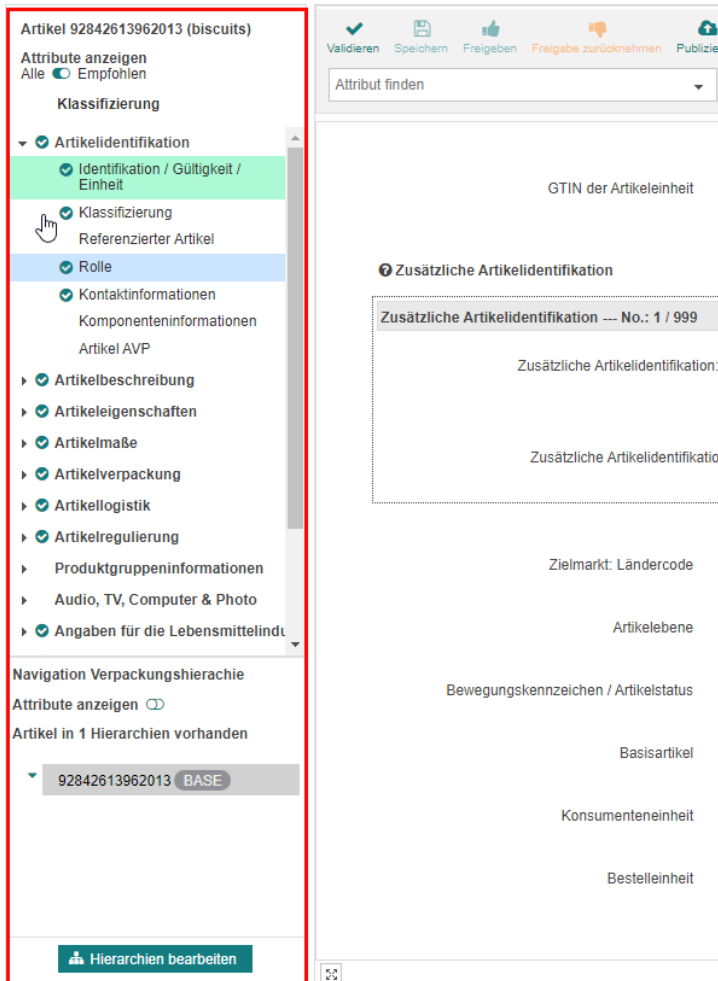 Artikel 92842613962013 (biscuits)
Attribute anzeigen
Alle Empfohlen
Klassifizierung
Artikelidentifikation
Identifikation / Gültigkeit /
Einheit
Klassifizierung
Referenzierter Artikel
Rolle
Kontaktinformationen
Komponenteninformationen
Artikel AVP
Artikelbeschreibung
Artikeleigenschaften
Artikelmaße
Artikelverpackung
Artikellogistik
Artikelregulierung
Produktgruppeninformationen
Audio, TV, Computer & Photo
Angaben für die Lebensmittelindu
Navigation Verpackungshierachie
Attribute anzeigen
Artikel in 1 Hierarchien vorhanden
92842613962013 BASE
Hierarchien bearbeiten
Validieren Speichern Freigeben Freigabe zurücknehmen Publizie
Attribut finden
GTIN der Artikeleinheit
Zusätzliche Artikelidentifikation
Zusätzliche Artikelidentifikation --- No.: 1 / 999
Zusätzliche Artikelidentifikation:
Zusätzliche Artikelidentifikatio
Zielmarkt: Ländercode
Artikelebene
Bewegungskennzeichen / Artikelstatus
Basisartikel
Konsumenteneinheit
Bestelleinheit